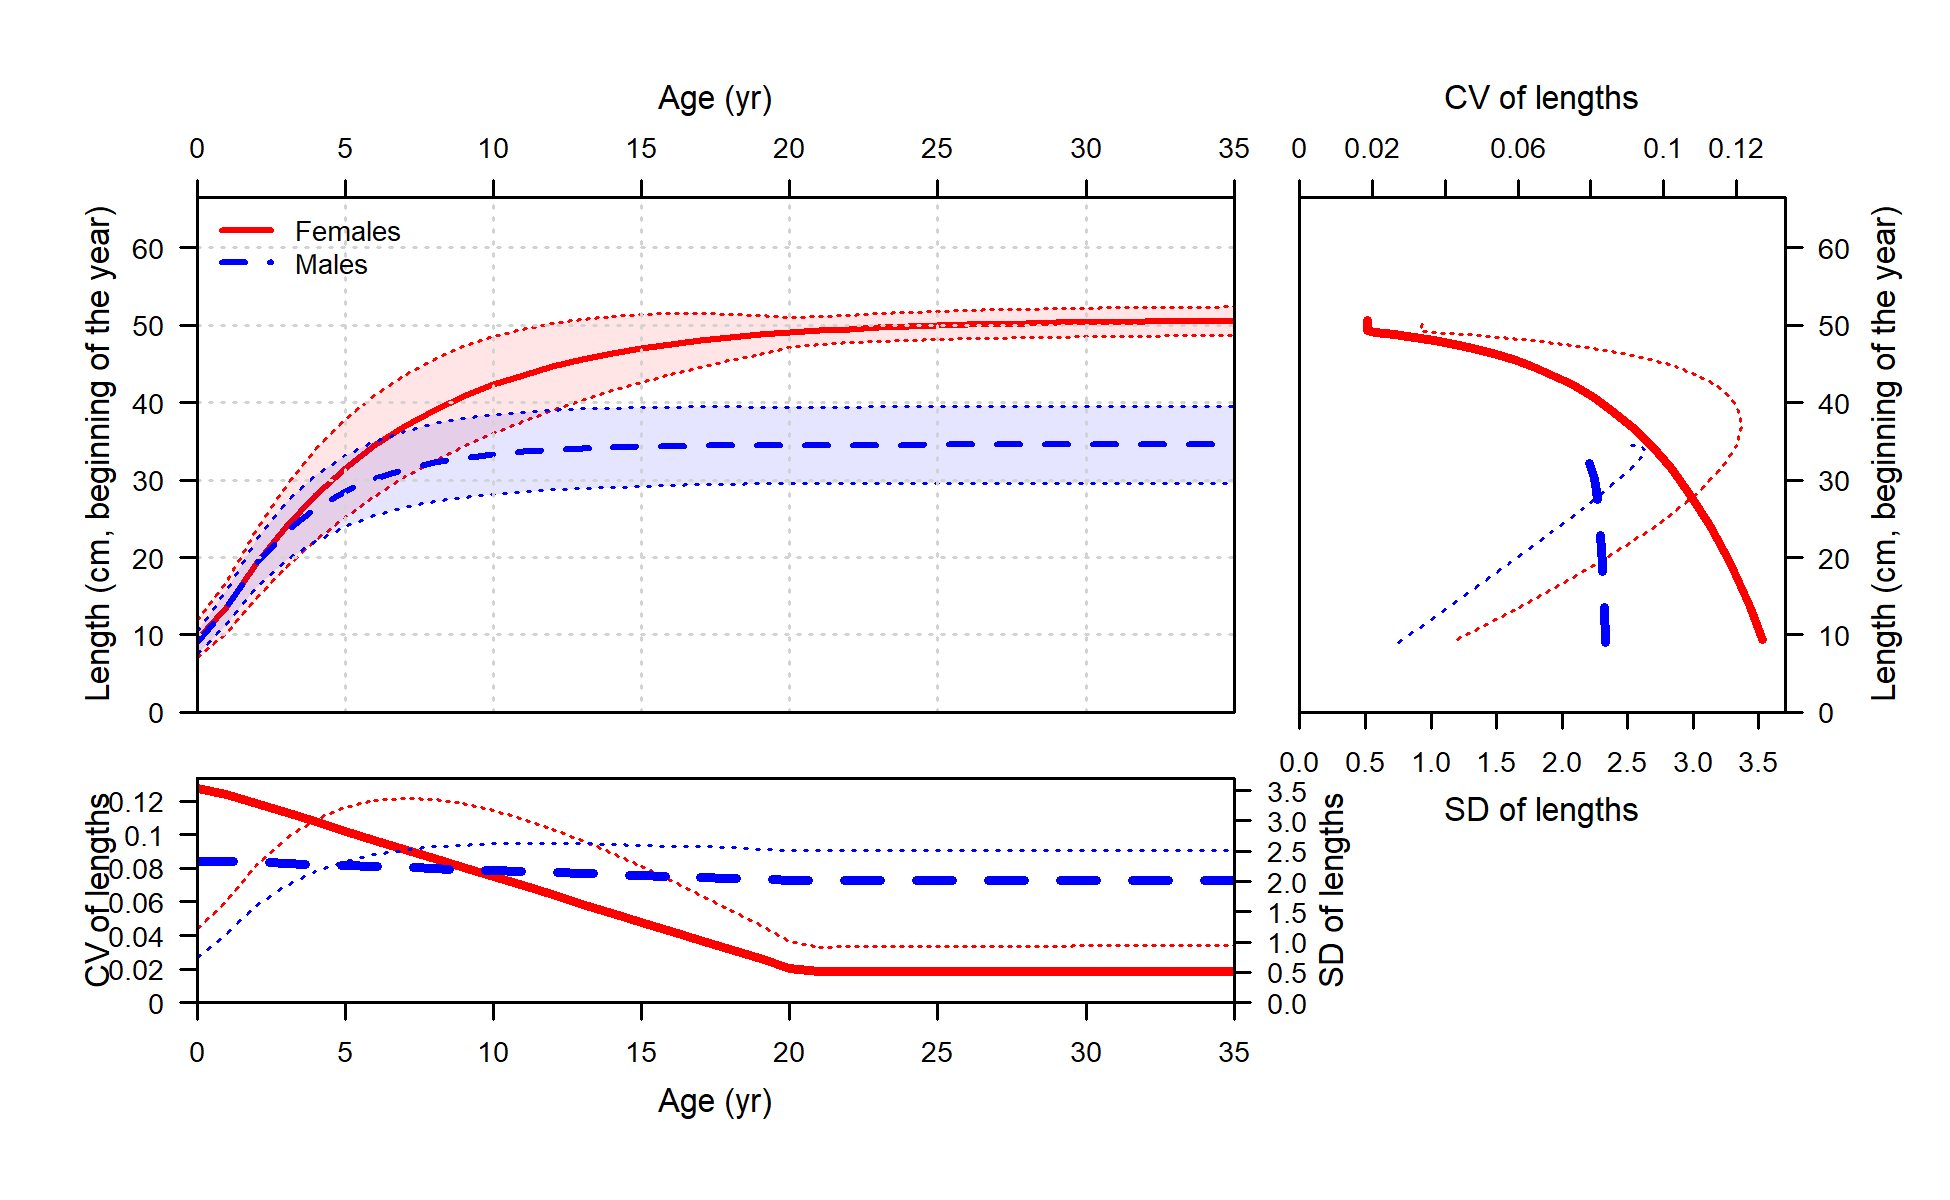 Age (yr)
0 5 10 15 20 25 30 35
Length (cm, beginning of the year)
60
50
40
30
20
10
0
Females
Males
CV of lengths
0 0.02 0.06 0.1 0.12
60
50
40
30
20
10
0
Length (cm, beginning of the year)
0.0 0.5 1.0 1.5 2.0 2.5 3.0 3.5
SD of lengths
CV of lengths
0.12
0.1
0.08
0.06
0.04
0.02
0
3.5
3.0
2.5
2.0
1.5
1.0
0.5
0.0
SD of lengths
0 5 10 15 20 25 30 35
Age (yr)